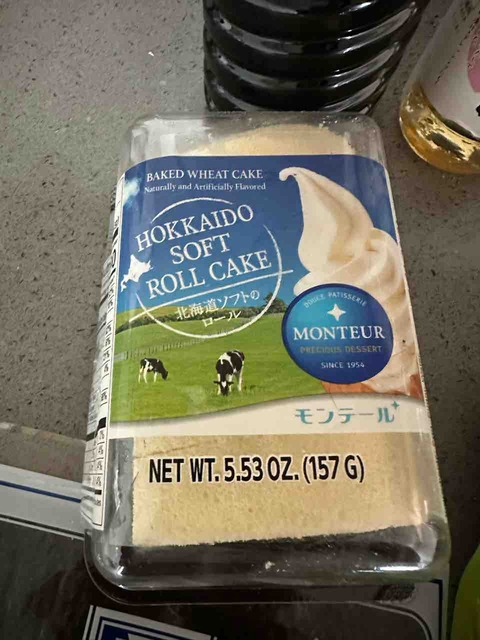 BAKED WHEAT CAKE
Naturally and Artificially Flavored
HOKKAIDO
SOFT
ROLL CAKE
北海道ソフトの
ロール
DOUCE PATISSERIE
MONTEUR
PRECIOUS DESSERT
SINCE 1954
モンテール
NET WT. 5.53 OZ. (157 G)